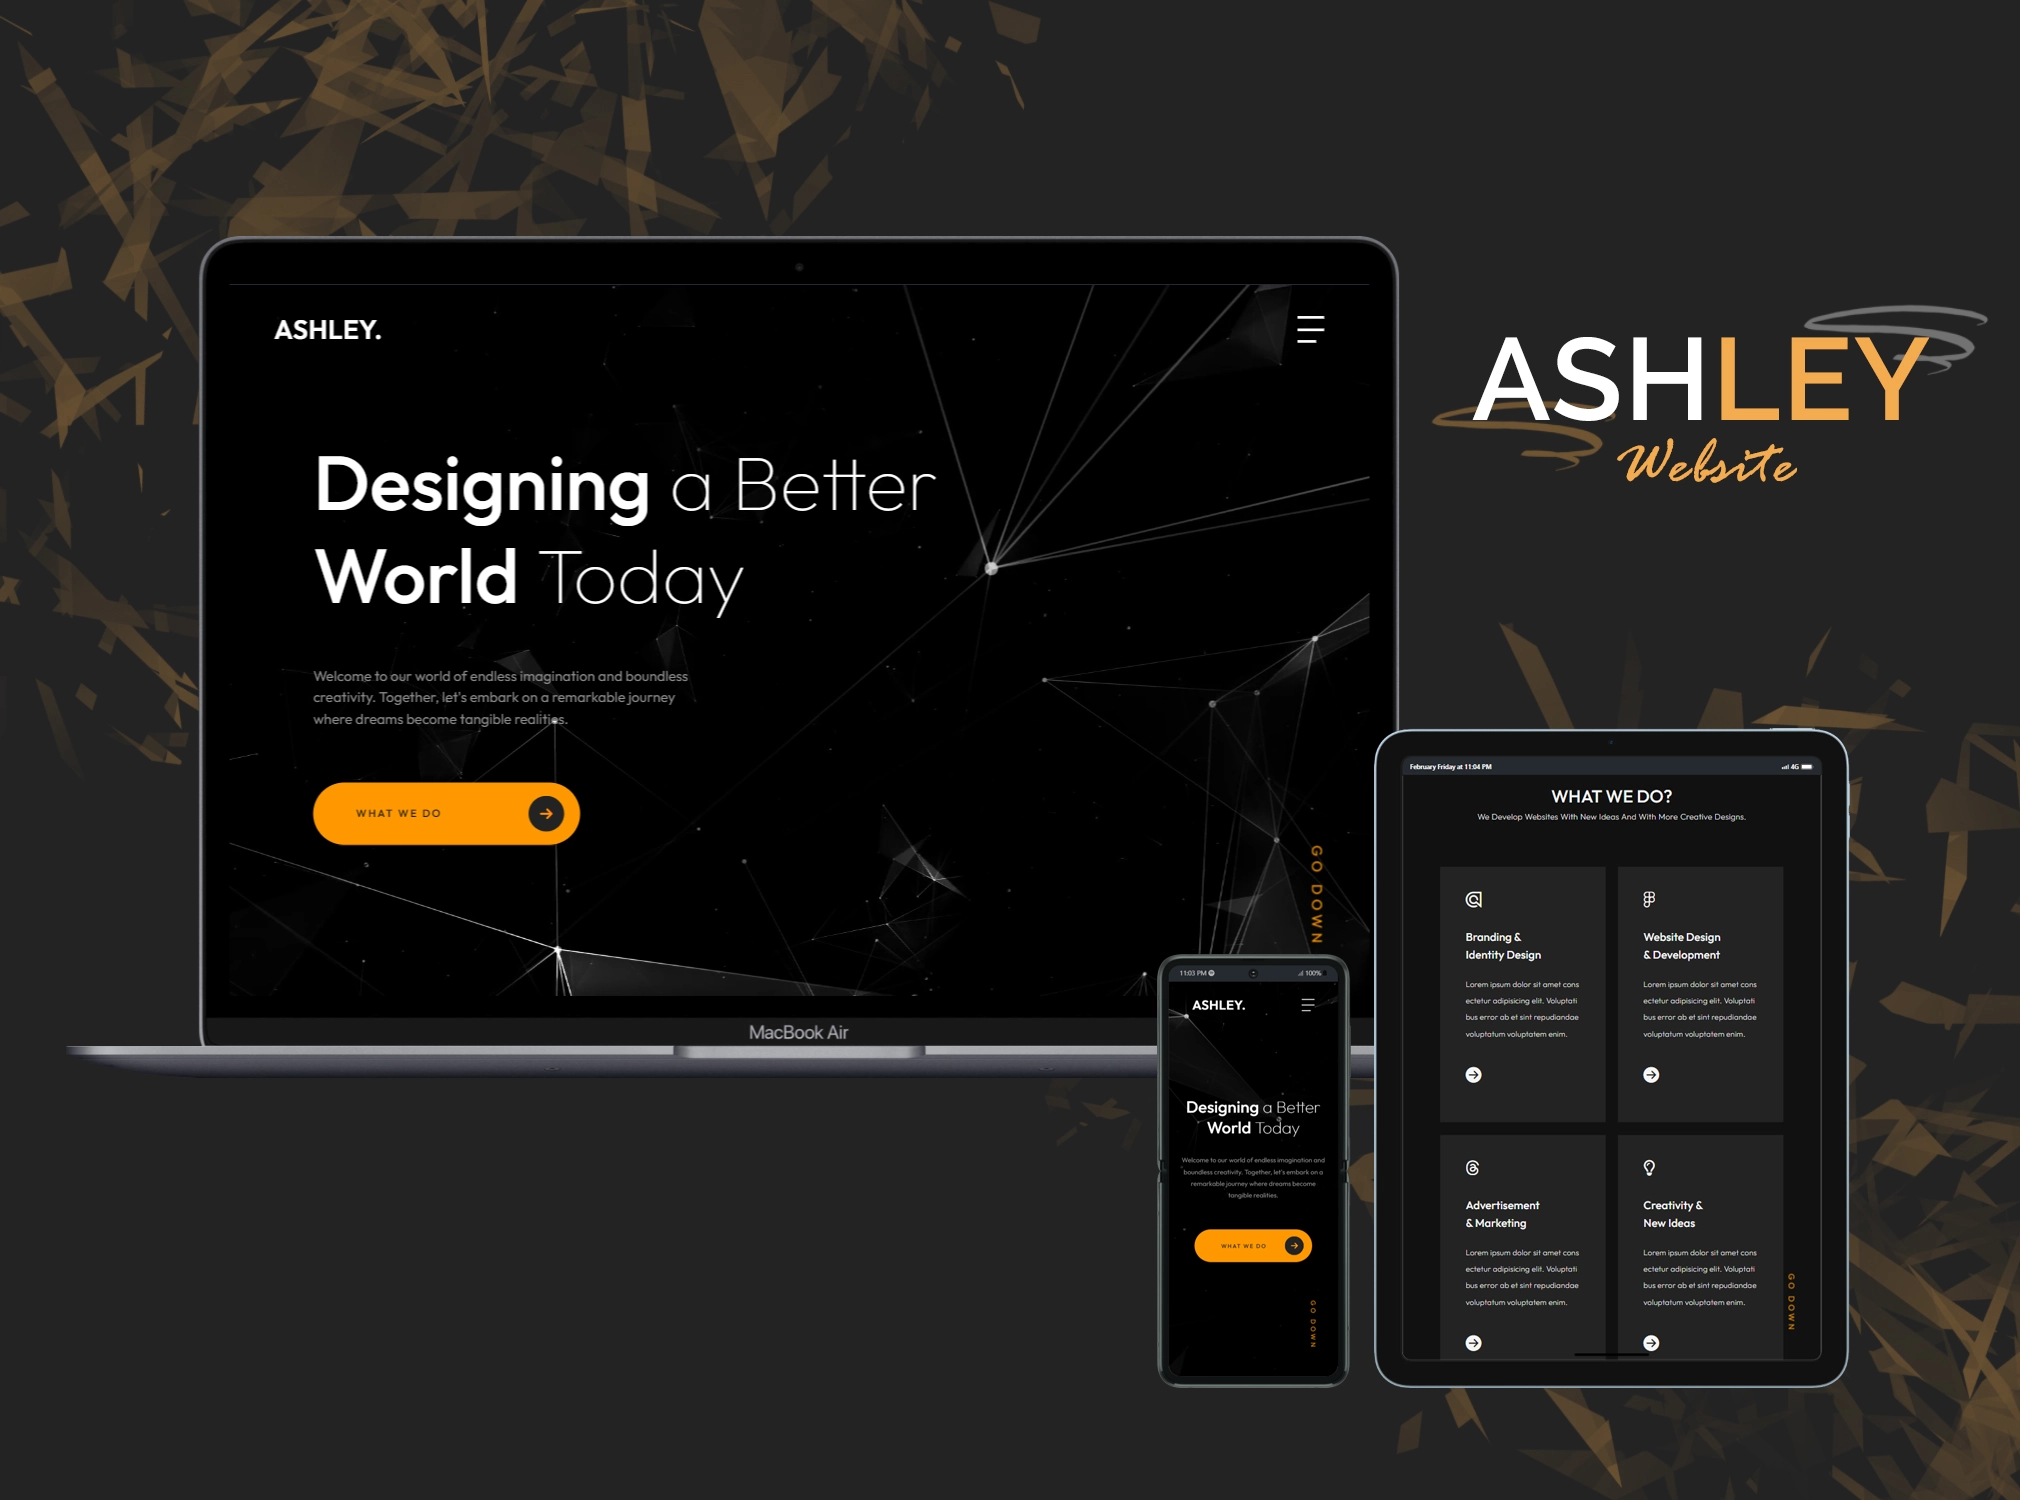 ASHLEY.
Designing a Better
World Today
Welcome to our world of endless imagination and boundless
creativity. Together, let's embark on a remarkable journey
where dreams become tangible realities.
WHAT WE DO
GO DOWN
MacBook Air
ASHLEY
Website
11:03 PM
100%
ASHLEY.
Designing a Better
World Today
Welcome to our world of endless imagination and
boundless creativity. Together, let's embark on a
remarkable journey where dreams become
tangible realities.
WHAT WE DO
GO DOWN
February Friday at 11:04 PM
4G
WHAT WE DO?
We Develop Websites With New Ideas And With More Creative Designs.
Branding &
Identity Design
Lorem ipsum dolor sit amet cons
ectetur adipisicing elit. Voluptati
bus error ab et sint repudiandae
voluptatum voluptatem enim.
Website Design
& Development
Lorem ipsum dolor sit amet cons
ectetur adipisicing elit. Voluptati
bus error ab et sint repudiandae
voluptatum voluptatem enim.
Advertisement
& Marketing
Lorem ipsum dolor sit amet cons
ectetur adipisicing elit. Voluptati
bus error ab et sint repudiandae
voluptatum voluptatem enim.
Creativity &
New Ideas
Lorem ipsum dolor sit amet cons
ectetur adipisicing elit. Voluptati
bus error ab et sint repudiandae
voluptatum voluptatem enim.
GO DOWN